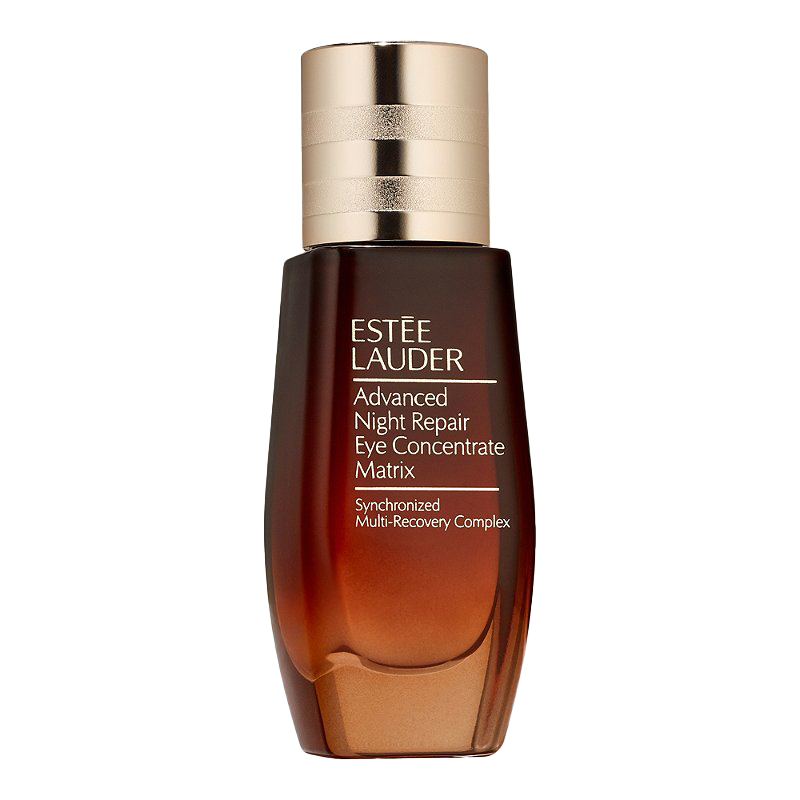 ESTĒE
LAUDER
Advanced
Night Repair
Eye Concentrate
Matrix
Synchronized
Multi-Recovery Complex